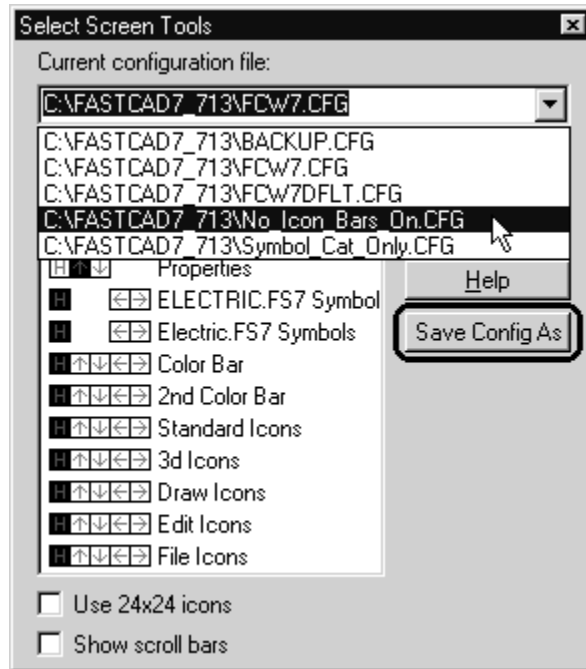 Select Screen Tools
Current configuration file:
C:\FASTCAD7_713\FCW7.CFG
C:\FASTCAD7_713\BACKUP.CFG
C:\FASTCAD7_713\FCW7.CFG
C:\FASTCAD7_713\FCW7DFLT.CFG
C:\FASTCAD7_713\No_Icon_Bars_On.CFG
C:\FASTCAD7_713\Symbol_Cat_Only.CFG
H Properties
Help
H ELECTRIC.FS7 Symbol
H Electric.FS7 Symbols
Save Config As
H Color Bar
H 2nd Color Bar
H Standard Icons
H 3d Icons
H Draw Icons
H Edit Icons
H File Icons
Use 24x24 icons
Show scroll bars